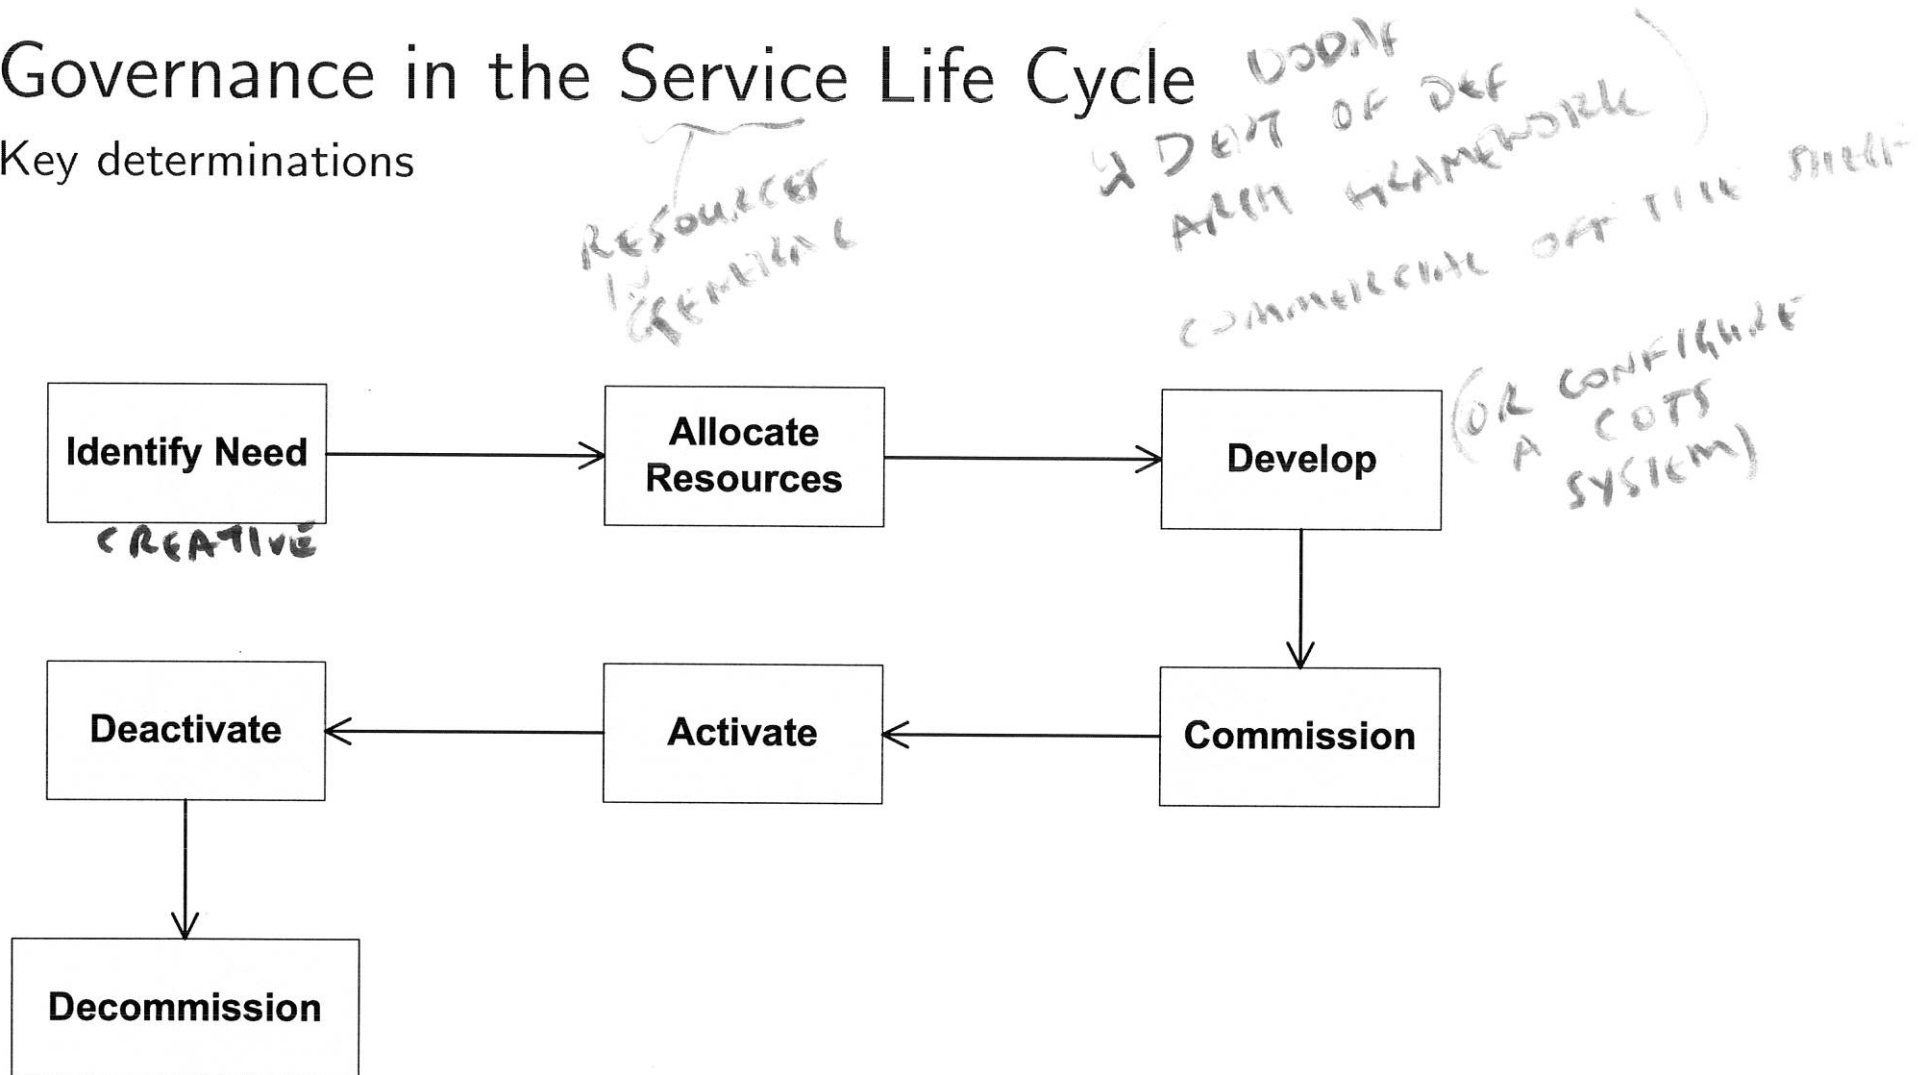 Governance in the Service Life Cycle
Key determinations
DODAF
DEPT OF DEF
ARCH FRAMEWORK
RESOURCES
IN
GENERAL
COMMERCIAL OFF THE SHELF
(OR CONFIGURE
A COTS
SYSTEM)
Identify Need
CREATIVE
Allocate
Resources
Develop
Deactivate
Activate
Commission
Decommission